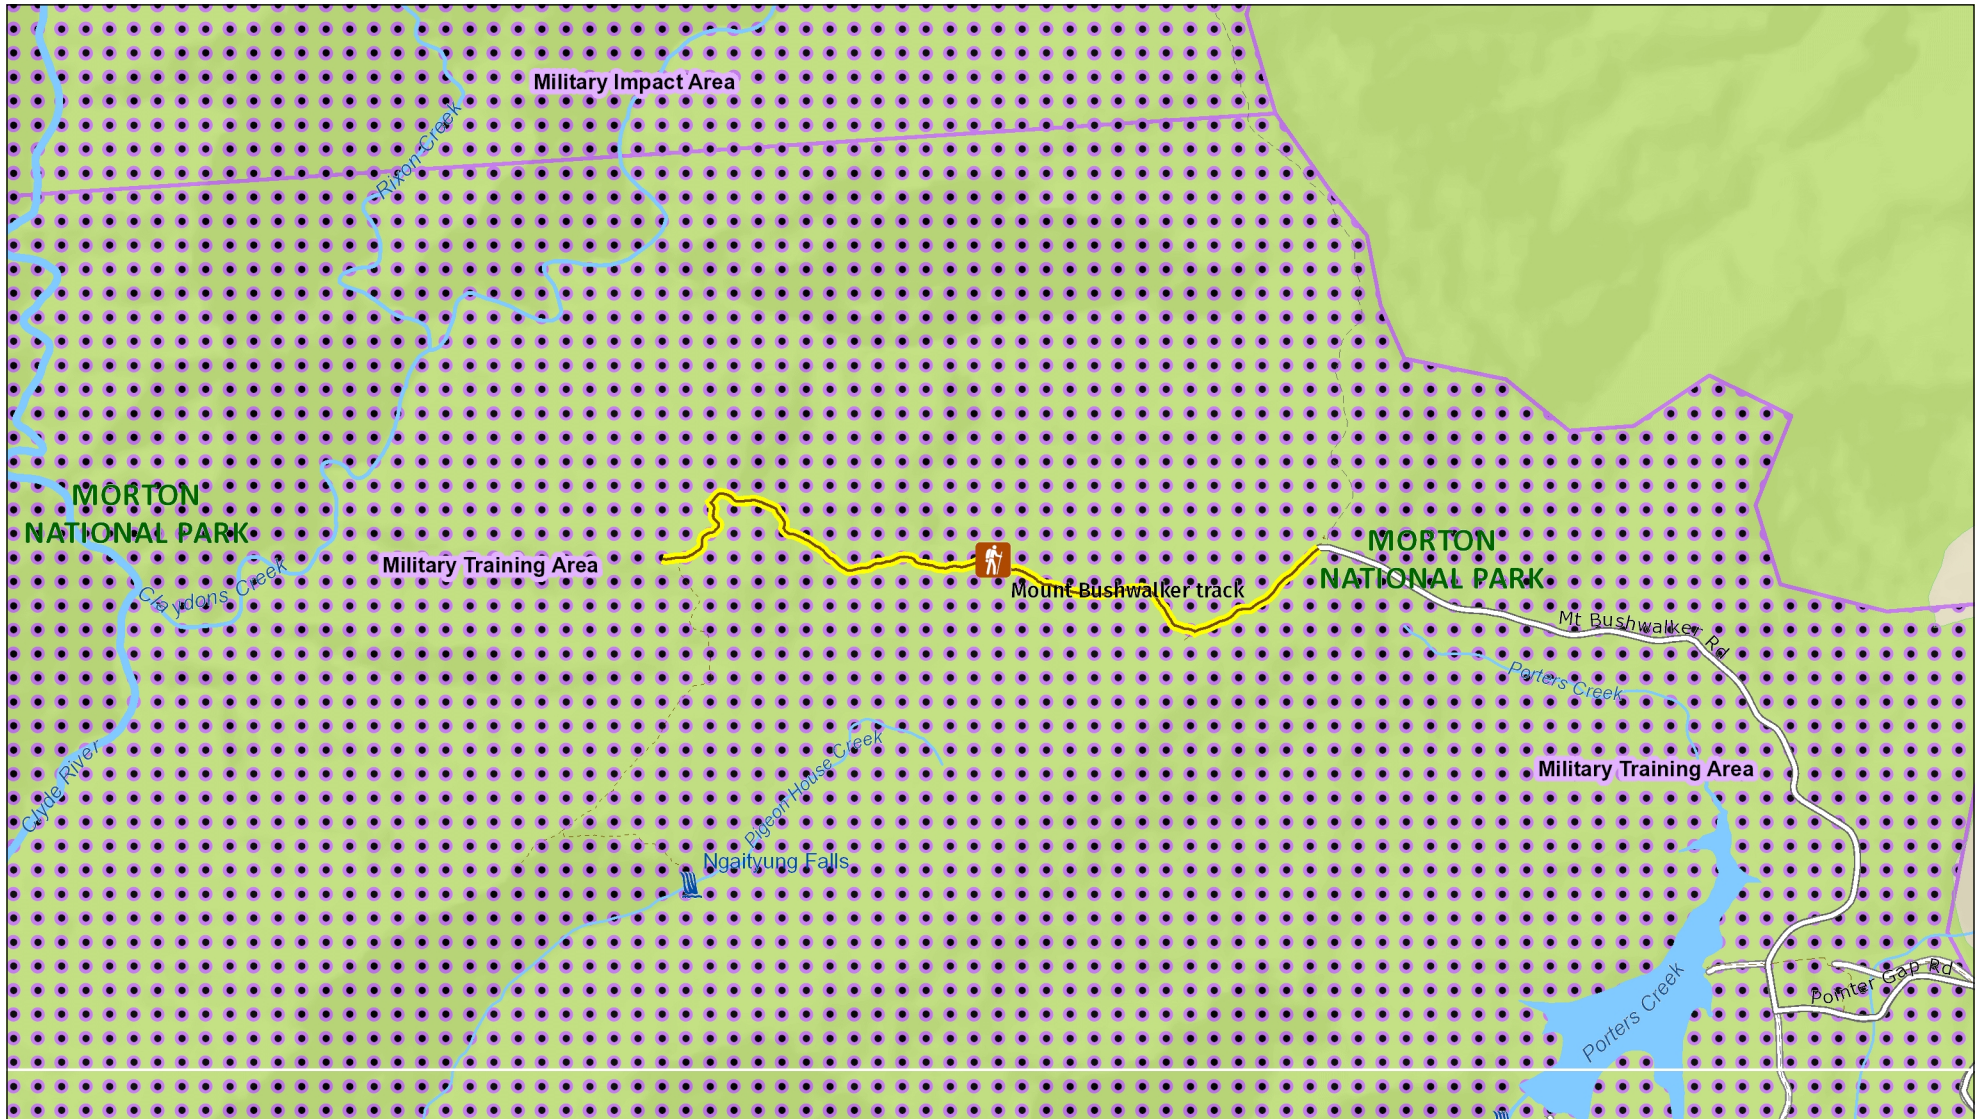 Military Impact Area
Rixon Creek
MORTON
NATIONAL PARK
Military Training Area
Claydons Creek
Mount Bushwalker track
MORTON
NATIONAL PARK
Mt Bushwalker Rd
Porters Creek
Clyde River
Pigeon House Creek
Military Training Area
Ngaityung Falls
Porters Creek
Pointer Gap Rd